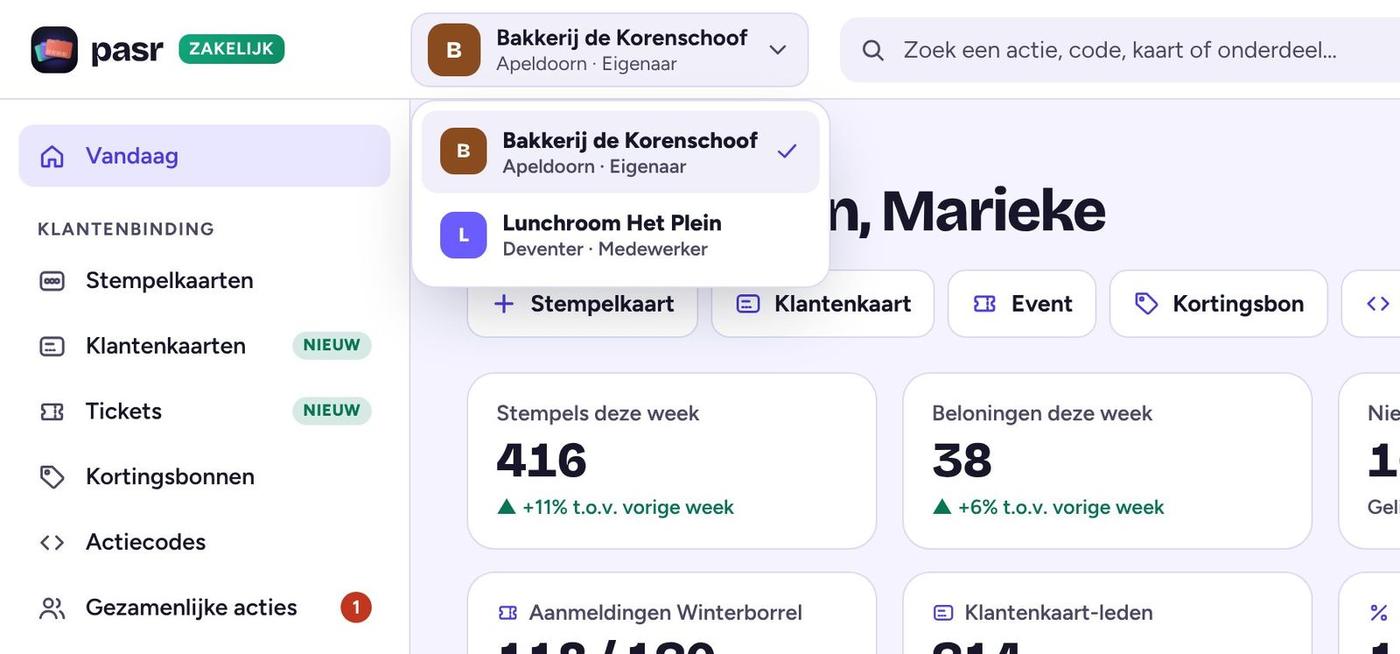 pasr ZAKELIJK
B Bakkerij de Korenschoof
Apeldoorn · Eigenaar
Zoek een actie, code, kaart of onderdeel...
B Bakkerij de Korenschoof
Apeldoorn · Eigenaar
L Lunchroom Het Plein
Deventer · Medewerker
Vandaag
KLANTENBINDING
Stempelkaarten
Klantenkaarten NIEUW
Tickets NIEUW
Kortingsbonnen
Actiecodes
Gezamenlijke acties 1
n, Marieke
+ Stempelkaart
Klantenkaart
Event
Kortingsbon
Stempels deze week
416
▲ +11% t.o.v. vorige week
Beloningen deze week
38
▲ +6% t.o.v. vorige week
Aanmeldingen Winterborrel
Klantenkaart-leden